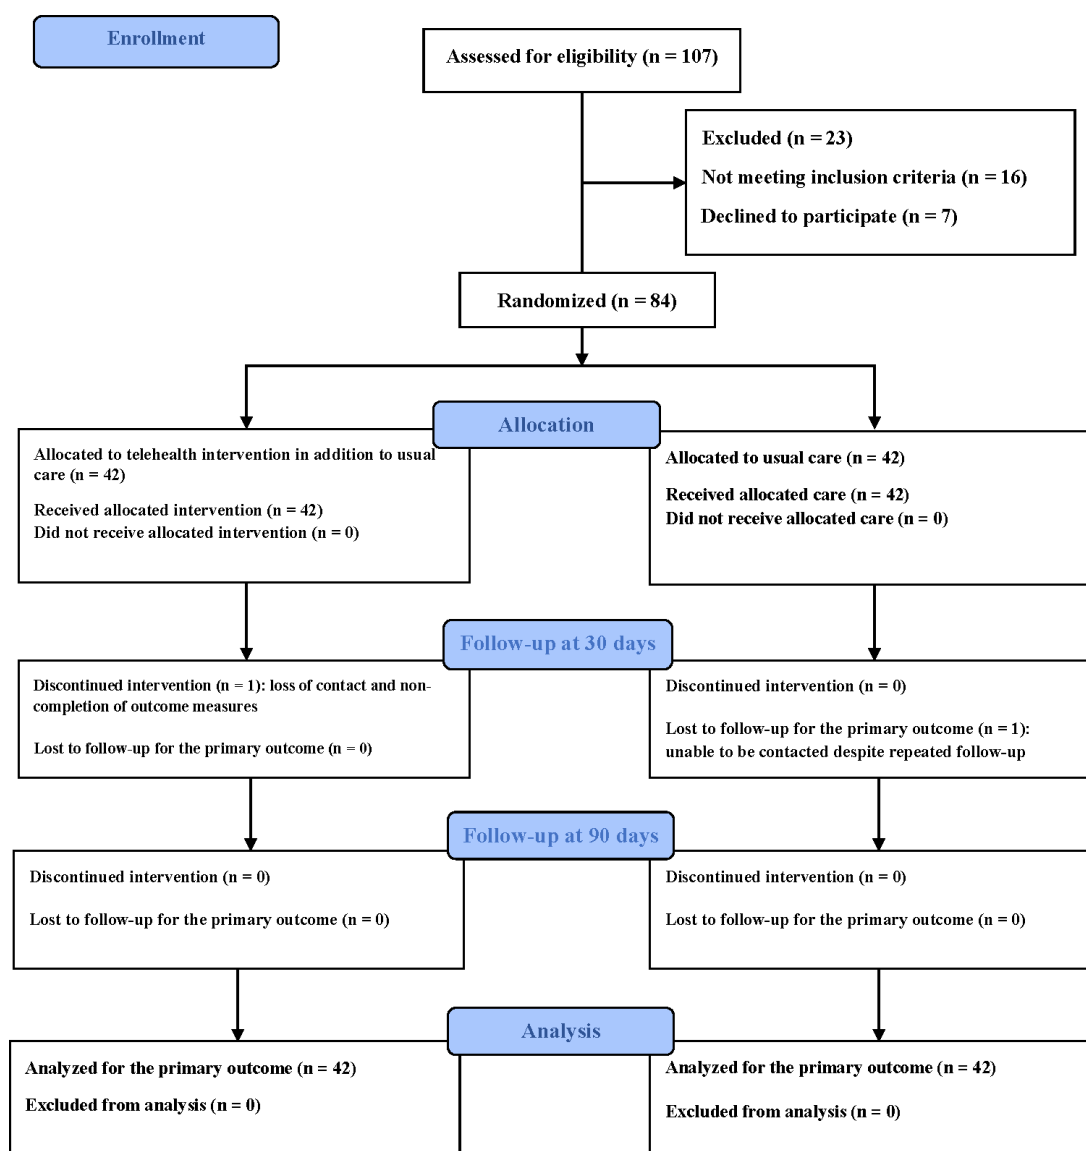 Enrollment
Assessed for eligibility (n = 107)
Excluded (n = 23)
Not meeting inclusion criteria (n = 16)
Declined to participate (n = 7)
Randomized (n = 84)
Allocation
Allocated to telehealth intervention in addition to usual
care (n = 42)
Received allocated intervention (n = 42)
Did not receive allocated intervention (n = 0)
Allocated to usual care (n = 42)
Received allocated care (n = 42)
Did not receive allocated care (n = 0)
Follow-up at 30 days
Discontinued intervention (n = 1): loss of contact and non-
completion of outcome measures
Lost to follow-up for the primary outcome (n = 0)
Discontinued intervention (n = 0)
Lost to follow-up for the primary outcome (n = 1):
unable to be contacted despite repeated follow-up
Follow-up at 90 days
Discontinued intervention (n = 0)
Lost to follow-up for the primary outcome (n = 0)
Discontinued intervention (n = 0)
Lost to follow-up for the primary outcome (n = 0)
Analysis
Analyzed for the primary outcome (n = 42)
Excluded from analysis (n = 0)
Analyzed for the primary outcome (n = 42)
Excluded from analysis (n = 0)